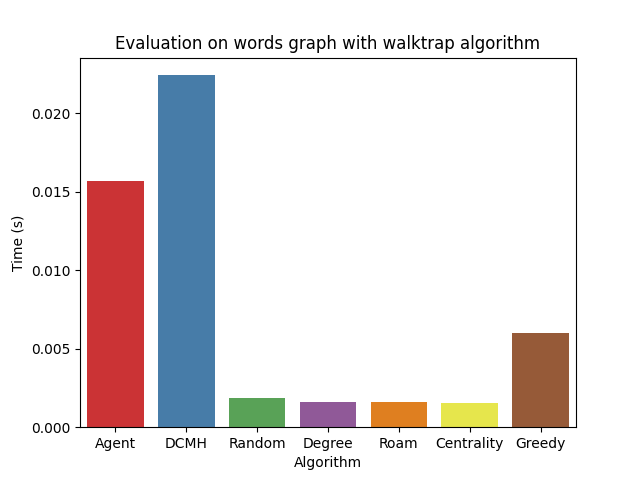 Evaluation on words graph with walktrap algorithm
Time (s)
0.020
0.015
0.010
0.005
0.000
Agent DCMH Random Degree Roam Centrality Greedy
Algorithm